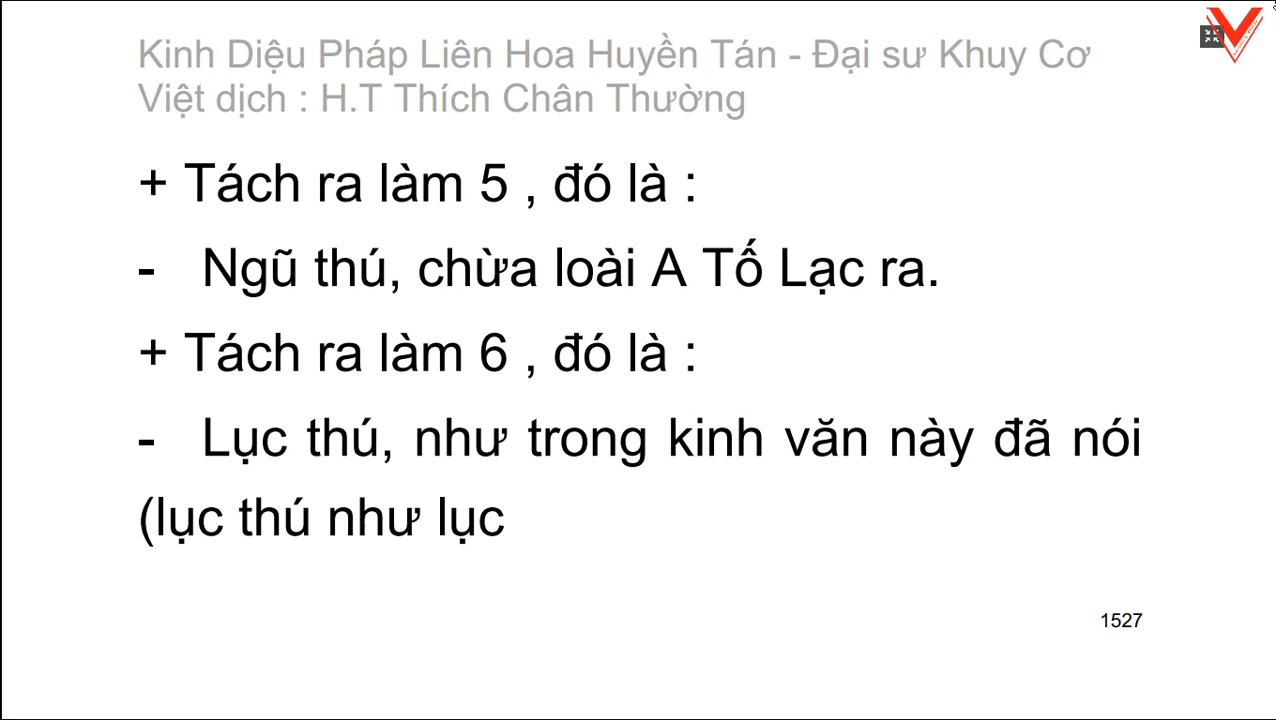 Kinh Diệu Pháp Liên Hoa Huyền Tán - Đại sư Khuy Cơ
Việt dịch : H.T Thích Chân Thường
+ Tách ra làm 5 , đó là :
- Ngũ thú, chừa loài A Tố Lạc ra.
+ Tách ra làm 6 , đó là :
- Lục thú, như trong kinh văn này đã nói
(lục thú như lục
1527